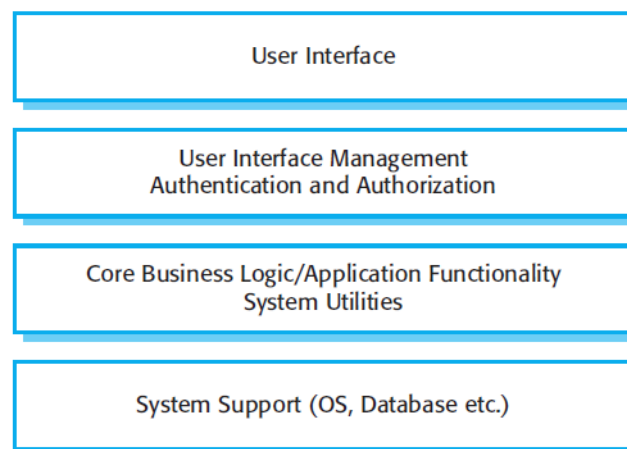 User Interface
User Interface Management
Authentication and Authorization
Core Business Logic/Application Functionality
System Utilities
System Support (OS, Database etc.)